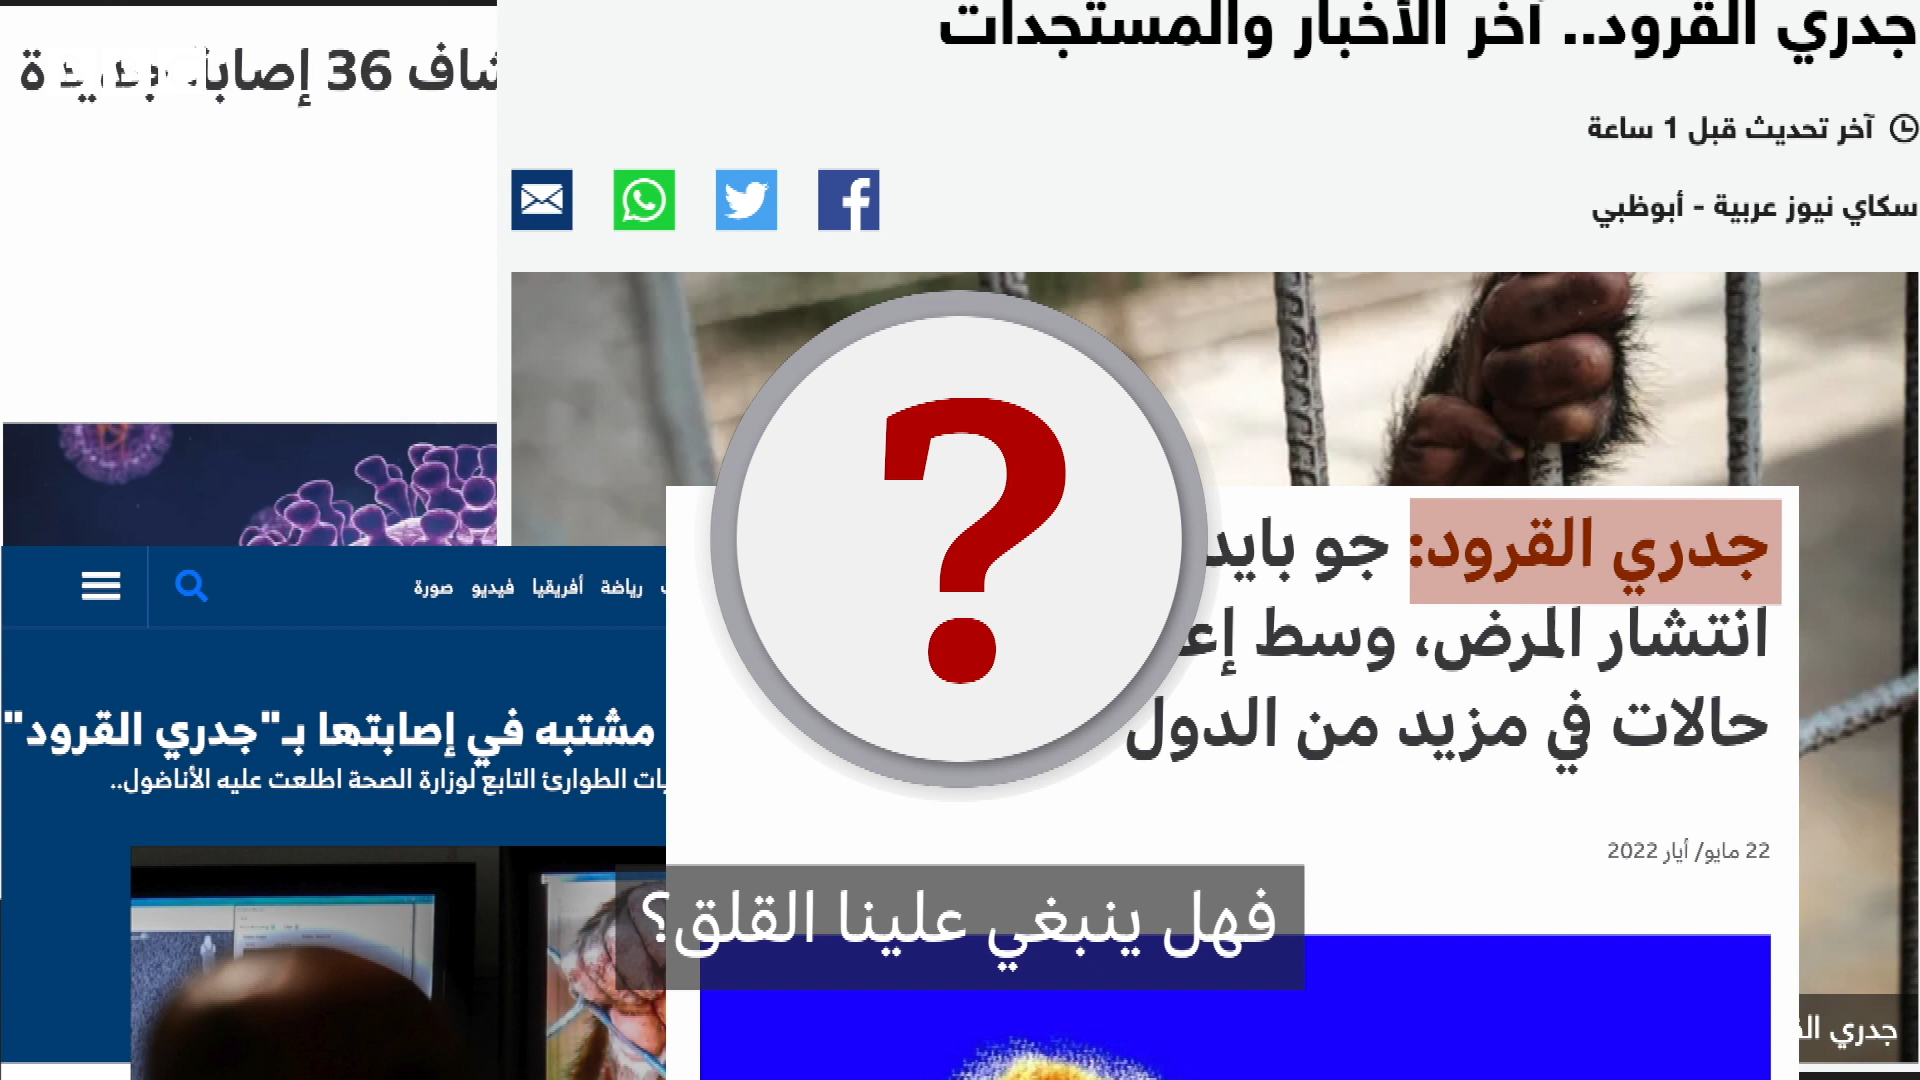 جدري القرود.. آخر الأخبار والمستجدات
آخر تحديث قبل 1 ساعة
سكاي نيوز عربية - أبوظبي
36 إصابة جديدة
صورة فيديو أفريقيا رياضة
مشتبه في إصابتها بـ"جدري القرود"
الطوارئ التابع لوزارة الصحة اطلعت عليه الأناضول..
جدري القرود: جو
انتشار المرض، وسط
حالات في مزيد من الدول
22 مايو/ أيار 2022
فهل ينبغي علينا القلق؟
جدري
?